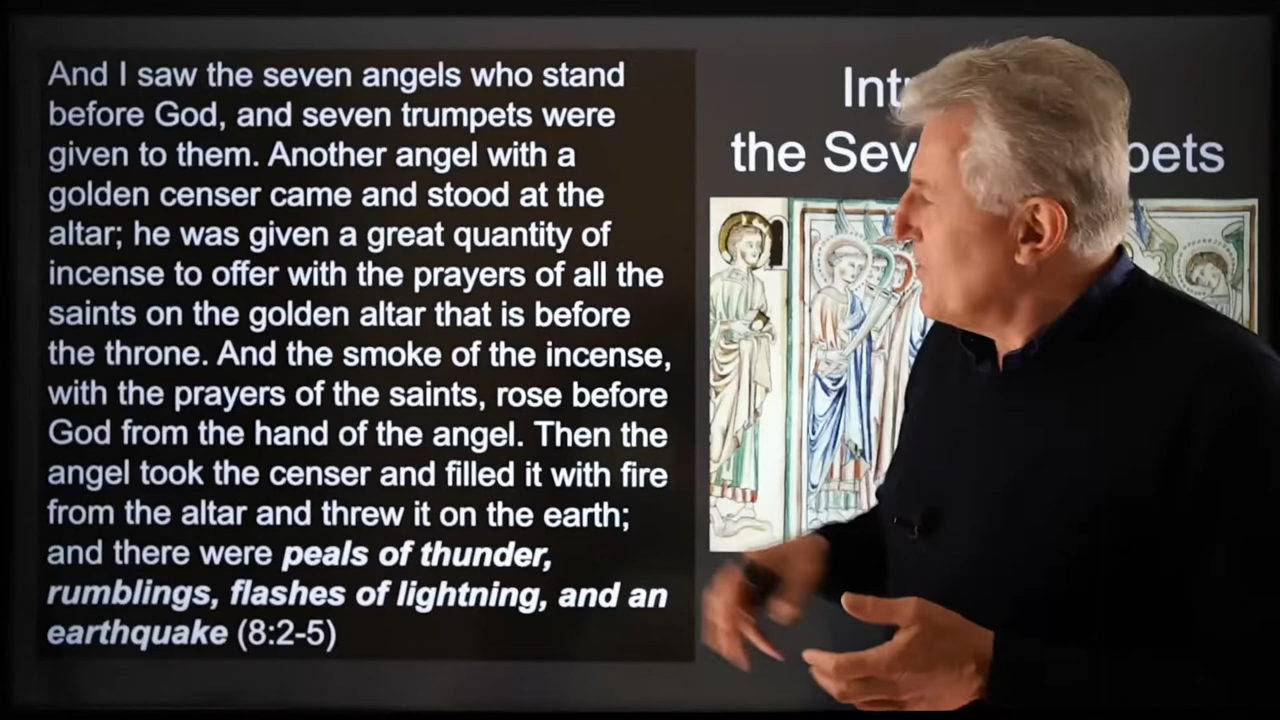 And I saw the seven angels who stand
before God, and seven trumpets were
given to them. Another angel with a
golden censer came and stood at the
altar; he was given a great quantity of
incense to offer with the prayers of all the
saints on the golden altar that is before
the throne. And the smoke of the incense,
with the prayers of the saints, rose before
God from the hand of the angel. Then the
angel took the censer and filled it with fire
from the altar and threw it on the earth;
and there were peals of thunder,
rumblings, flashes of lightning, and an
earthquake (8:2-5)
the